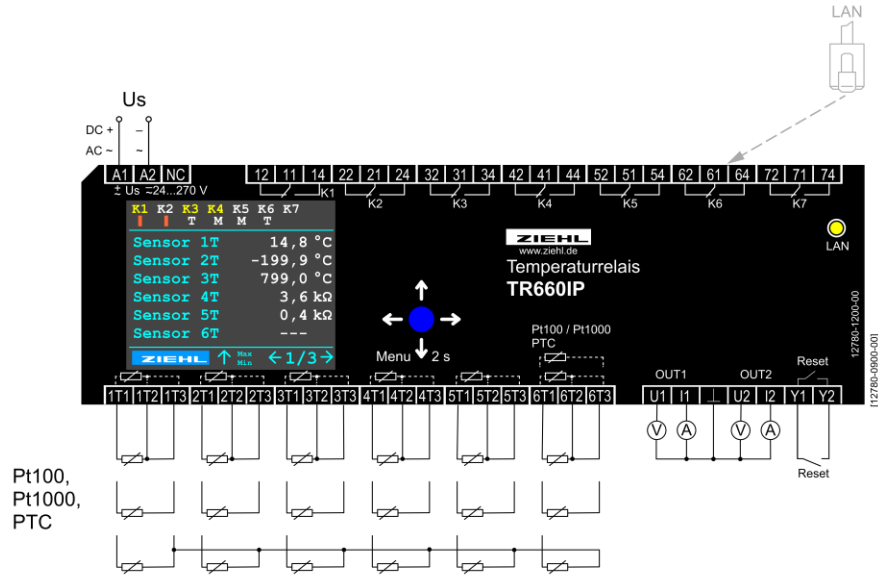 LAN
Us
DC + –
AC ~ ~
A1 A2 NC 12 11 14 22 21 24 32 31 34 42 41 44 52 51 54 62 61 64 72 71 74
Us 24...270 V
K1 K2 K3 K4 K5 K6 K7
K1 K2 K3 K4 K5 K6 K7
T M M T
Sensor 1T 14,8 °C
Sensor 2T -199,9 °C
Sensor 3T 799,0 °C
Sensor 4T 3,6 kΩ
Sensor 5T 0,4 kΩ
Sensor 6T ---
ZIEHL ↑ Max Min ←1/3→
ZIEHL
www.ziehl.de
Temperaturrelais
TR660IP
LAN
Menu 2 s
Pt100 / Pt1000
PTC
12780-1200-00
[12780-0900-00]
OUT1 OUT2 Reset
1T1 1T2 1T3 2T1 2T2 2T3 3T1 3T2 3T3 4T1 4T2 4T3 5T1 5T2 5T3 6T1 6T2 6T3 U1 I1 ⊥ U2 I2 Y1 Y2
V A V A
Reset
Pt100,
Pt1000,
PTC